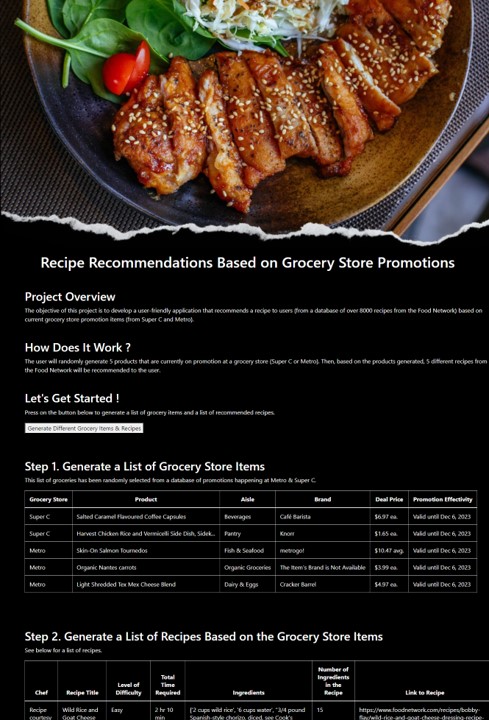 Recipe Recommendations Based on Grocery Store Promotions
Project Overview
The objective of this project is to develop a user-friendly application that recommends a recipe to users (from a database of over 8000 recipes from the Food Network) based on
current grocery store promotion items (from Super C and Metro).
How Does It Work ?
The user will randomly generate 5 products that are currently on promotion at a grocery store (Super C or Metro). Then, based on the products generated, 5 different recipes from
the Food Network will be recommended to the user.
Let's Get Started !
Press on the button below to generate a list of grocery items and a list of recommended recipes.
Generate Different Grocery Items & Recipes
Step 1. Generate a List of Grocery Store Items
This list of groceries has been randomly selected from a database of promotions happening at Metro & Super C.
Grocery Store Product Aisle Brand Deal Price Promotion Effectivity
Super C Salted Caramel Flavoured Coffee Capsules Beverages Café Barista $6.97 ea. Valid until Dec 6, 2023
Super C Harvest Chicken Rice and Vermicelli Side Dish, Sidek... Pantry Knorr $1.65 ea. Valid until Dec 6, 2023
Metro Skin-On Salmon Tournedos Fish & Seafood metrogo! $10.47 avg. Valid until Dec 6, 2023
Metro Organic Nantes carrots Organic Groceries The Item's Brand is Not Available $3.99 ea. Valid until Dec 6, 2023
Metro Light Shredded Tex Mex Cheese Blend Dairy & Eggs Cracker Barrel $4.97 ea. Valid until Dec 6, 2023
Step 2. Generate a List of Recipes Based on the Grocery Store Items
See below for a list of recipes.
Chef Recipe Title Level of Difficulty Total Time Required Ingredients Number of Ingredients in the Recipe Link to Recipe
Recipe Wild Rice and Easy 2 hr 10 ['2 cups wild rice', '6 cups water', '3/4 pound 15 https://www.foodnetwork.com/recipes/bobby-
courtesy Goat Cheese min Spanish-style chorizo, diced, see Cook's flay/wild-rice-and-goat-cheese-dressing-recipe